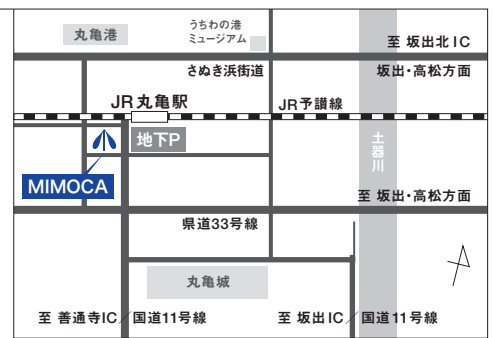 丸亀港
うちわの港
ミュージアム
至 坂出北IC
さぬき浜街道
坂出・高松方面
JR丸亀駅
JR予讃線
地下P
土器川
MIMOCA
至 坂出・高松方面
県道33号線
丸亀城
至 善通寺IC／国道11号線
至 坂出IC／国道11号線